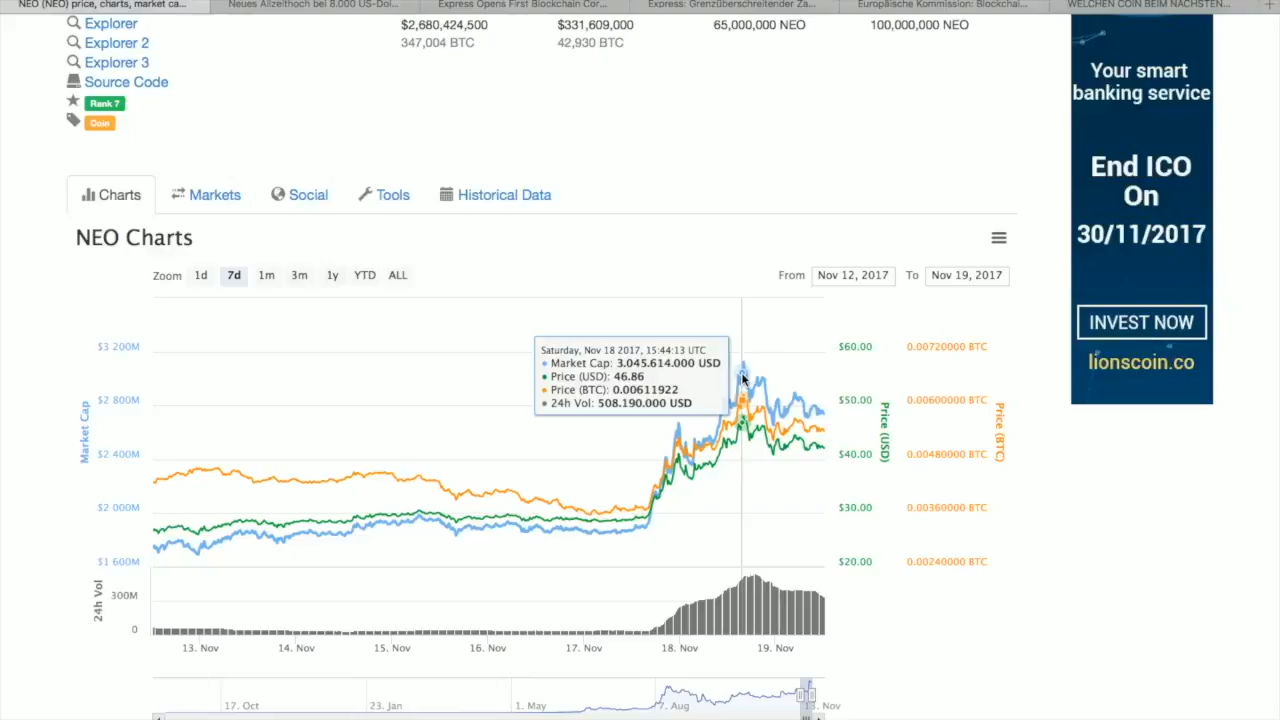 NEO (NEO) price, charts, market ca...
Neues Allzeithoch bei 8.000 US-Dol...
Express Opens First Blockchain Cor...
Express: Grenzüberschreitender Za...
Europäische Kommission: Blockchai...
WELCHEN COIN BEIM NÄCHSTEN...
Explorer
Explorer 2
Explorer 3
Source Code
Rank 7
Coin
$2,680,424,500
347,004 BTC
$331,609,000
42,930 BTC
65,000,000 NEO
100,000,000 NEO
Charts
Markets
Social
Tools
Historical Data
NEO Charts
Zoom 1d 7d 1m 3m 1y YTD ALL
From Nov 12, 2017 To Nov 19, 2017
Saturday, Nov 18 2017, 15:44:13 UTC
Market Cap: 3.045.614.000 USD
Price (USD): 46.86
Price (BTC): 0.00611922
24h Vol: 508.190.000 USD
Market Cap
$3 200M
$2 800M
$2 400M
$2 000M
$1 600M
24h Vol
300M
0
$60.00
$50.00
$40.00
$30.00
$20.00
Price (USD)
0.00720000 BTC
0.00600000 BTC
0.00480000 BTC
0.00360000 BTC
0.00240000 BTC
Price (BTC)
13. Nov
14. Nov
15. Nov
16. Nov
17. Nov
18. Nov
19. Nov
17. Oct
23. Jan
1. May
7. Aug
13. Nov
Your smart
banking service
End ICO
On
30/11/2017
INVEST NOW
lionscoin.co